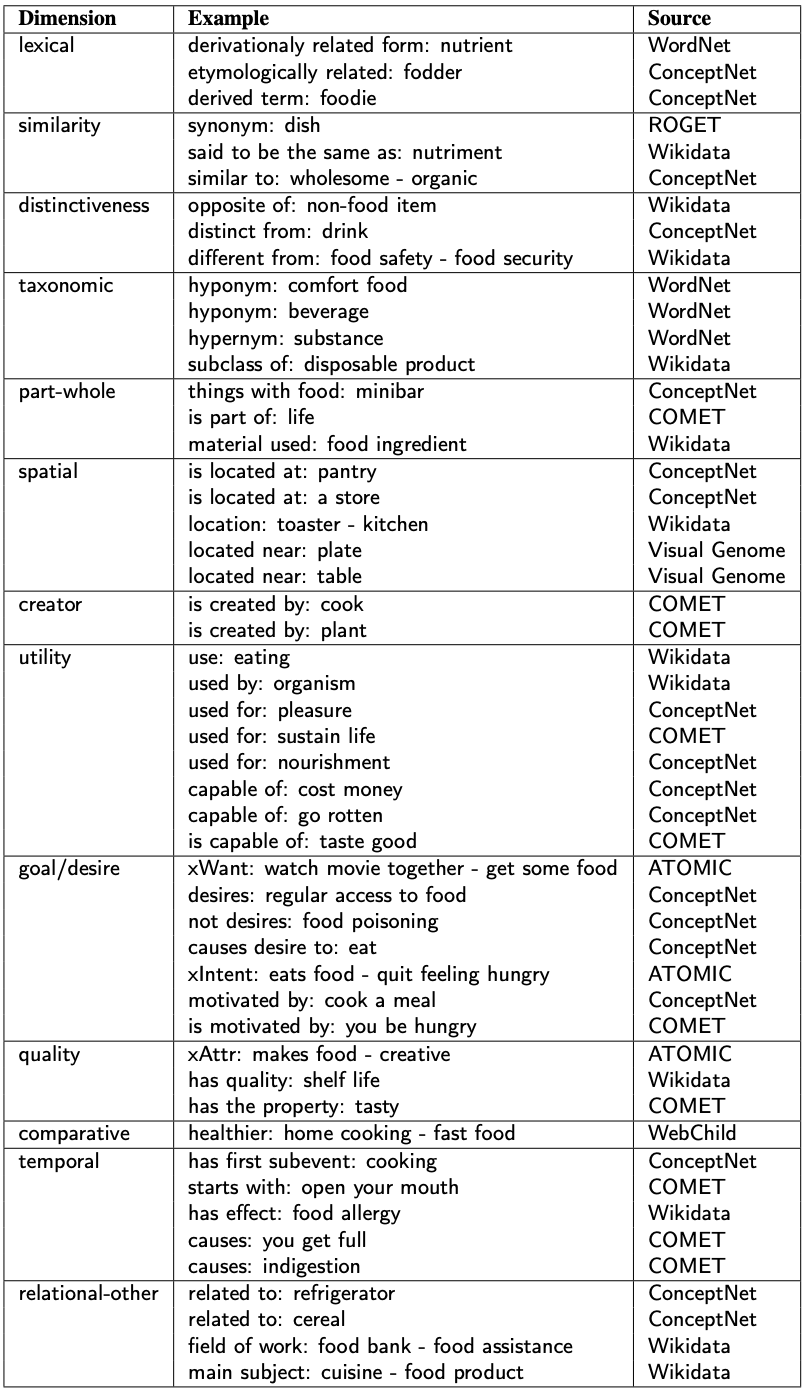 Dimension Example Source
lexical derivationaly related form: nutrient WordNet
etymologically related: fodder ConceptNet
derived term: foodie ConceptNet
similarity synonym: dish ROGET
said to be the same as: nutriment Wikidata
similar to: wholesome - organic ConceptNet
distinctiveness opposite of: non-food item Wikidata
distinct from: drink ConceptNet
different from: food safety - food security Wikidata
taxonomic hyponym: comfort food WordNet
hyponym: beverage WordNet
hypernym: substance WordNet
subclass of: disposable product Wikidata
part-whole things with food: minibar ConceptNet
is part of: life COMET
material used: food ingredient Wikidata
spatial is located at: pantry ConceptNet
is located at: a store ConceptNet
location: toaster - kitchen Wikidata
located near: plate Visual Genome
located near: table Visual Genome
creator is created by: cook COMET
is created by: plant COMET
utility use: eating Wikidata
used by: organism Wikidata
used for: pleasure ConceptNet
used for: sustain life COMET
used for: nourishment ConceptNet
capable of: cost money ConceptNet
capable of: go rotten ConceptNet
is capable of: taste good COMET
goal/desire xWant: watch movie together - get some food ATOMIC
desires: regular access to food ConceptNet
not desires: food poisoning ConceptNet
causes desire to: eat ConceptNet
xIntent: eats food - quit feeling hungry ATOMIC
motivated by: cook a meal ConceptNet
is motivated by: you be hungry COMET
quality xAttr: makes food - creative ATOMIC
has quality: shelf life Wikidata
has the property: tasty COMET
comparative healthier: home cooking - fast food WebChild
temporal has first subevent: cooking ConceptNet
starts with: open your mouth COMET
has effect: food allergy Wikidata
causes: you get full COMET
causes: indigestion COMET
relational-other related to: refrigerator ConceptNet
related to: cereal ConceptNet
field of work: food bank - food assistance Wikidata
main subject: cuisine - food product Wikidata